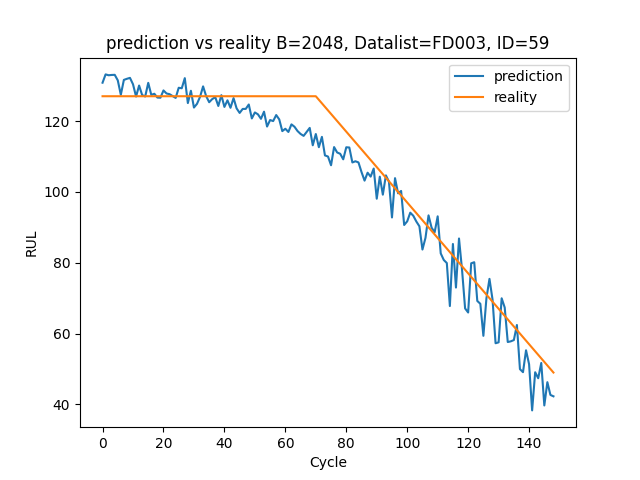 prediction vs reality B=2048, Datalist=FD003, ID=59
prediction
reality
RUL
120
100
80
60
40
0 20 40 60 80 100 120 140
Cycle